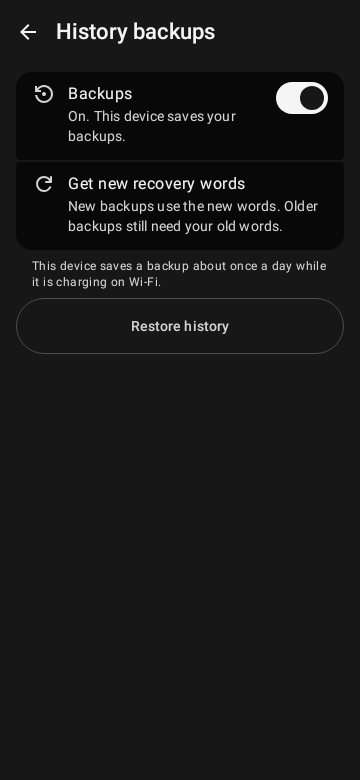 History backups
Backups
On. This device saves your
backups.
Get new recovery words
New backups use the new words. Older
backups still need your old words.
This device saves a backup about once a day while
it is charging on Wi-Fi.
Restore history